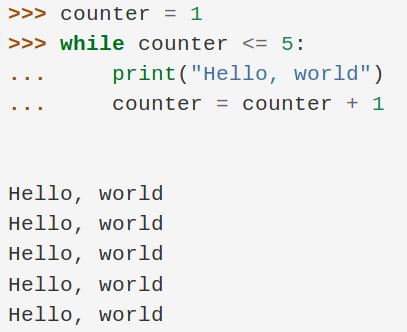 >>> counter = 1
>>> while counter <= 5:
...     print("Hello, world")
...     counter = counter + 1
Hello, world
Hello, world
Hello, world
Hello, world
Hello, world